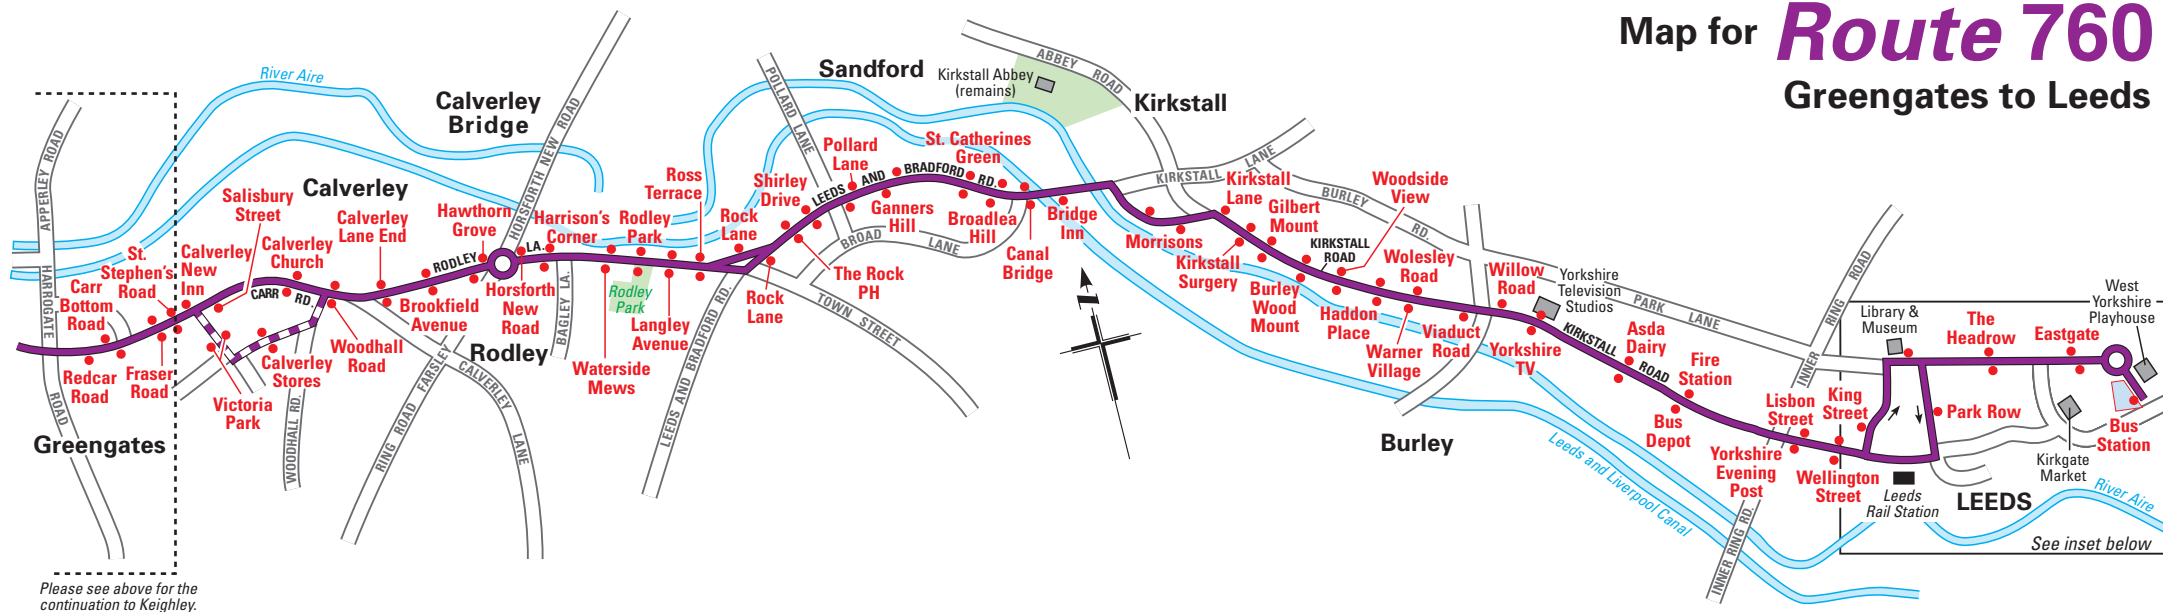 Map for Route 760
Greengates to Leeds
River Aire
Calverley
Bridge
Sandford
Kirkstall Abbey
(remains)
ABBEY ROAD
Kirkstall
APPERLEY ROAD
HARROGATE
ROAD
Greengates
Please see above for the
continuation to Keighley.
Carr
Bottom
Road
Redcar
Road
St.
Stephen's
Road
Fraser
Road
Calverley
New
Inn
Salisbury
Street
Calverley
Calverley
Church
CARR RD.
Victoria
Park
Calverley
Stores
WOODHALL RD.
Woodhall
Road
Calverley
Lane End
Brookfield
Avenue
RODLEY LA.
Hawthorn
Grove
HORSFORTH NEW ROAD
Rodley
RING ROAD FARSLEY
CALVERLEY LANE
Horsforth
New
Road
Harrison's
Corner
BAGLEY LA.
Rodley
Park
Rodley
Park
Waterside
Mews
Langley
Avenue
Ross
Terrace
LEEDS AND BRADFORD RD.
Rock
Lane
Rock
Lane
Shirley
Drive
POLLARD LANE
Pollard
Lane
LEEDS AND BRADFORD RD.
The Rock
PH
TOWN STREET
BROAD LANE
Ganners
Hill
St. Catherines
Green
Broadlea
Hill
Canal
Bridge
Bridge
Inn
KIRKSTALL LANE
Morrisons
Kirkstall
Lane
Kirkstall
Surgery
Gilbert
Mount
Burley
Wood
Mount
BURLEY RD.
KIRKSTALL
ROAD
Woodside
View
Haddon
Place
Wolesley
Road
Warner
Village
Viaduct
Road
Burley
Willow
Road
Yorkshire
Television
Studios
Yorkshire
TV
PARK LANE
KIRKSTALL ROAD
Asda
Dairy
Bus
Depot
Fire
Station
Leeds and Liverpool Canal
Yorkshire
Evening
Post
Lisbon
Street
INNER RING ROAD
INNER RING RD.
Wellington
Street
King
Street
Library &
Museum
The
Headrow
Park Row
Leeds
Rail Station
LEEDS
Eastgate
West
Yorkshire
Playhouse
Kirkgate
Market
Bus
Station
River Aire
See inset below
N